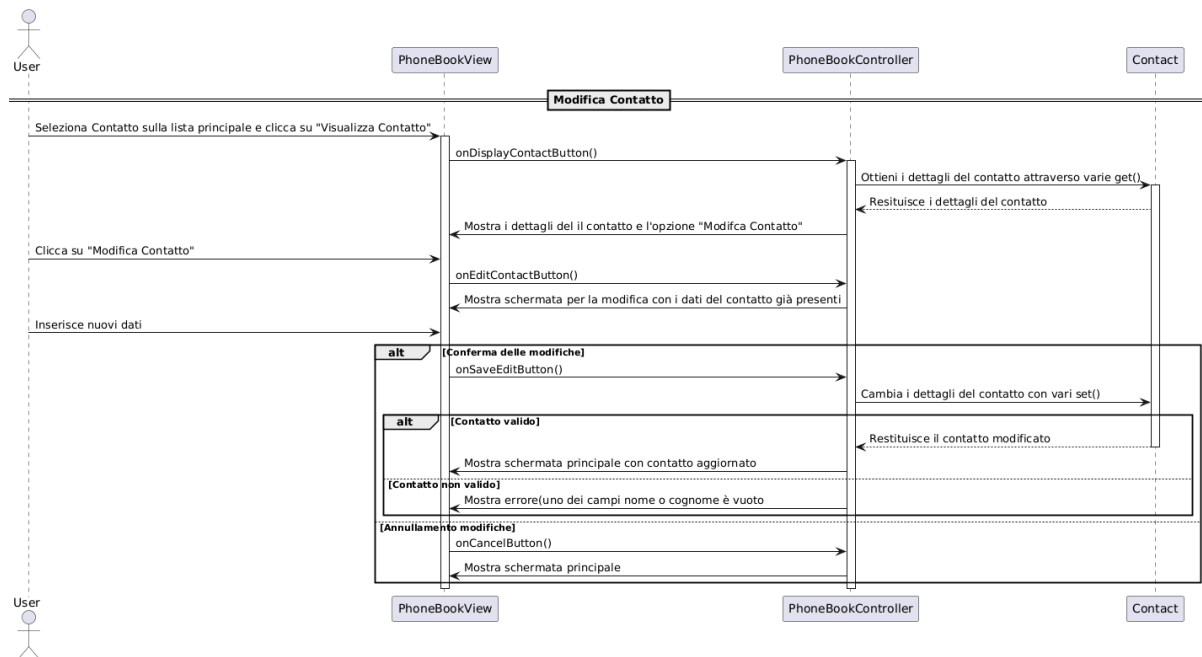 User
PhoneBookView
PhoneBookController
Contact
Modifica Contatto
Seleziona Contatto sulla lista principale e clicca su "Visualizza Contatto"
onDisplayContactButton()
Ottieni i dettagli del contatto attraverso varie get()
Resituisce i dettagli del contatto
Mostra i dettagli del il contatto e l'opzione "Modifca Contatto"
Clicca su "Modifica Contatto"
onEditContactButton()
Mostra schermata per la modifica con i dati del contatto già presenti
Inserisce nuovi dati
alt [Conferma delle modifiche]
onSaveEditButton()
Cambia i dettagli del contatto con vari set()
alt [Contatto valido]
Restituisce il contatto modificato
Mostra schermata principale con contatto aggiornato
[Contatto non valido]
Mostra errore(uno dei campi nome o cognome è vuoto
[Annullamento modifiche]
onCancelButton()
Mostra schermata principale
User
PhoneBookView
PhoneBookController
Contact